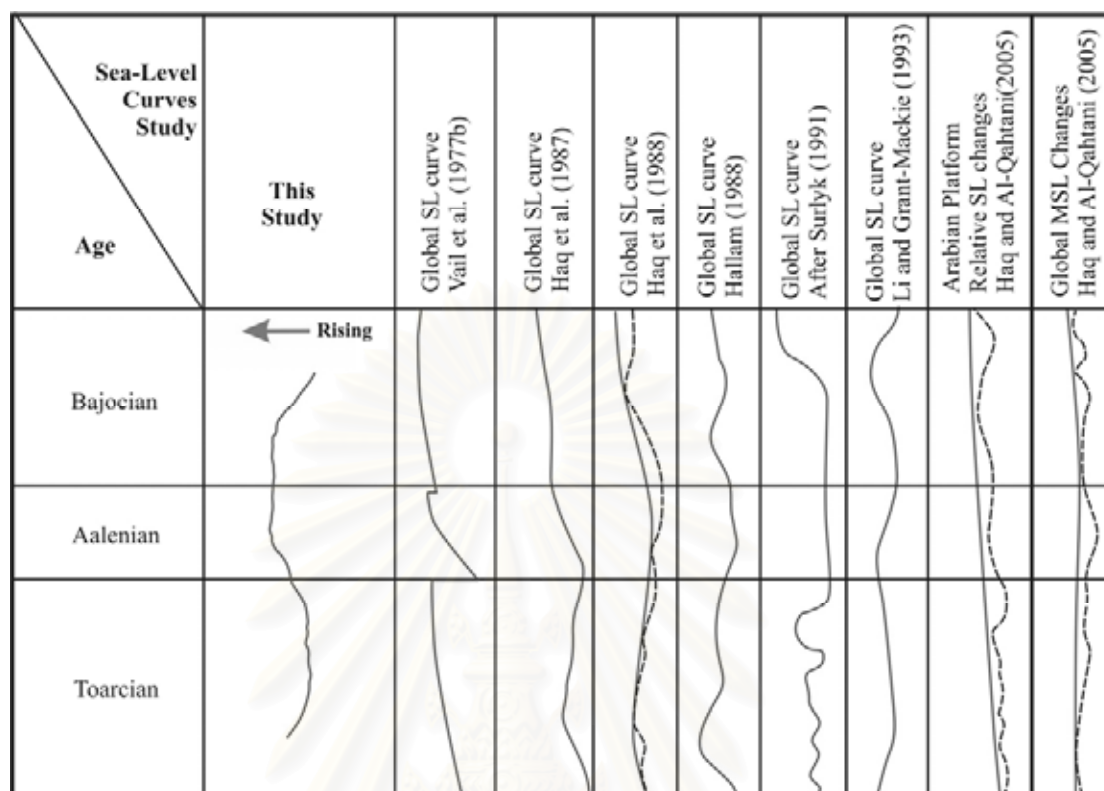 Sea-Level
Curves
Study
Age
This
Study
Global SL curve
Vail et al. (1977b)
Global SL curve
Haq et al. (1987)
Global SL curve
Haq et al. (1988)
Global SL curve
Hallam (1988)
Global SL curve
After Surlyk (1991)
Global SL curve
Li and Grant-Mackie (1993)
Arabian Platform
Relative SL changes
Haq and Al-Qahtani(2005)
Global MSL Changes
Haq and Al-Qahtani (2005)
Rising
Bajocian
Aalenian
Toarcian